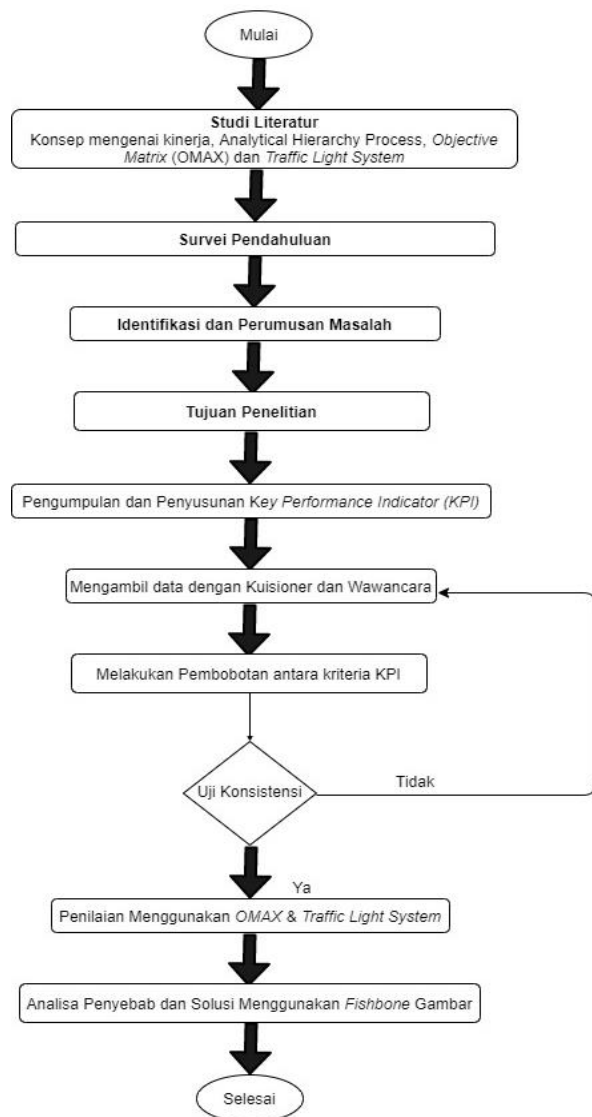 Mulai
Studi Literatur
Konsep mengenai kinerja, Analytical Hierarchy Process, Objective
Matrix (OMAX) dan Traffic Light System
Survei Pendahuluan
Identifikasi dan Perumusan Masalah
Tujuan Penelitian
Pengumpulan dan Penyusunan Key Performance Indicator (KPI)
Mengambil data dengan Kuisioner dan Wawancara
Melakukan Pembobotan antara kriteria KPI
Uji Konsistensi
Tidak
Ya
Penilaian Menggunakan OMAX & Traffic Light System
Analisa Penyebab dan Solusi Menggunakan Fishbone Gambar
Selesai